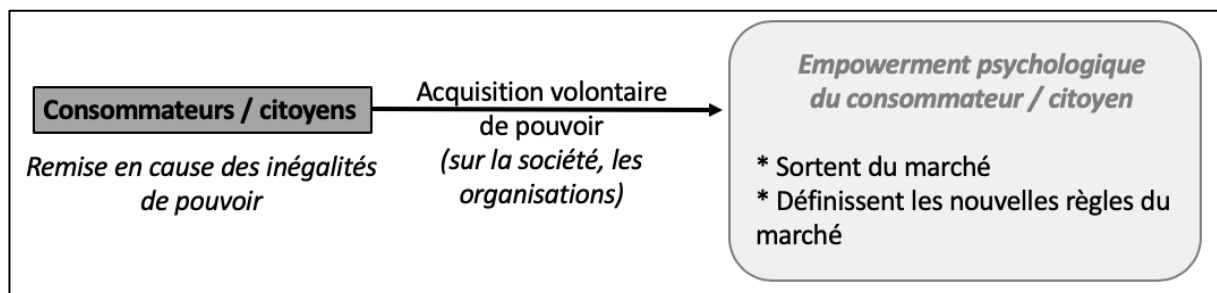 Consommateurs / citoyens
Remise en cause des inégalités
de pouvoir
Acquisition volontaire
de pouvoir
(sur la société, les
organisations)
Empowerment psychologique
du consommateur / citoyen
* Sortent du marché
* Définissent les nouvelles règles du
marché